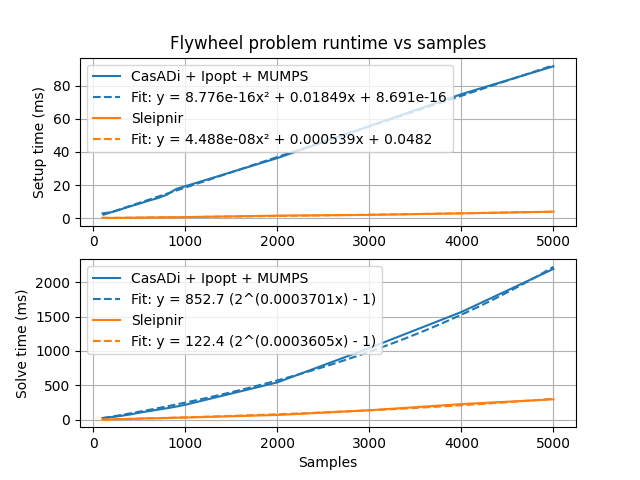 Flywheel problem runtime vs samples
CasADi + Ipopt + MUMPS
Fit: y = 8.776e-16x² + 0.01849x + 8.691e-16
Sleipnir
Fit: y = 4.488e-08x² + 0.000539x + 0.0482
Setup time (ms)
80
60
40
20
0
0 1000 2000 3000 4000 5000
CasADi + Ipopt + MUMPS
Fit: y = 852.7 (2^(0.0003701x) - 1)
Sleipnir
Fit: y = 122.4 (2^(0.0003605x) - 1)
Solve time (ms)
2000
1500
1000
500
0
0 1000 2000 3000 4000 5000
Samples